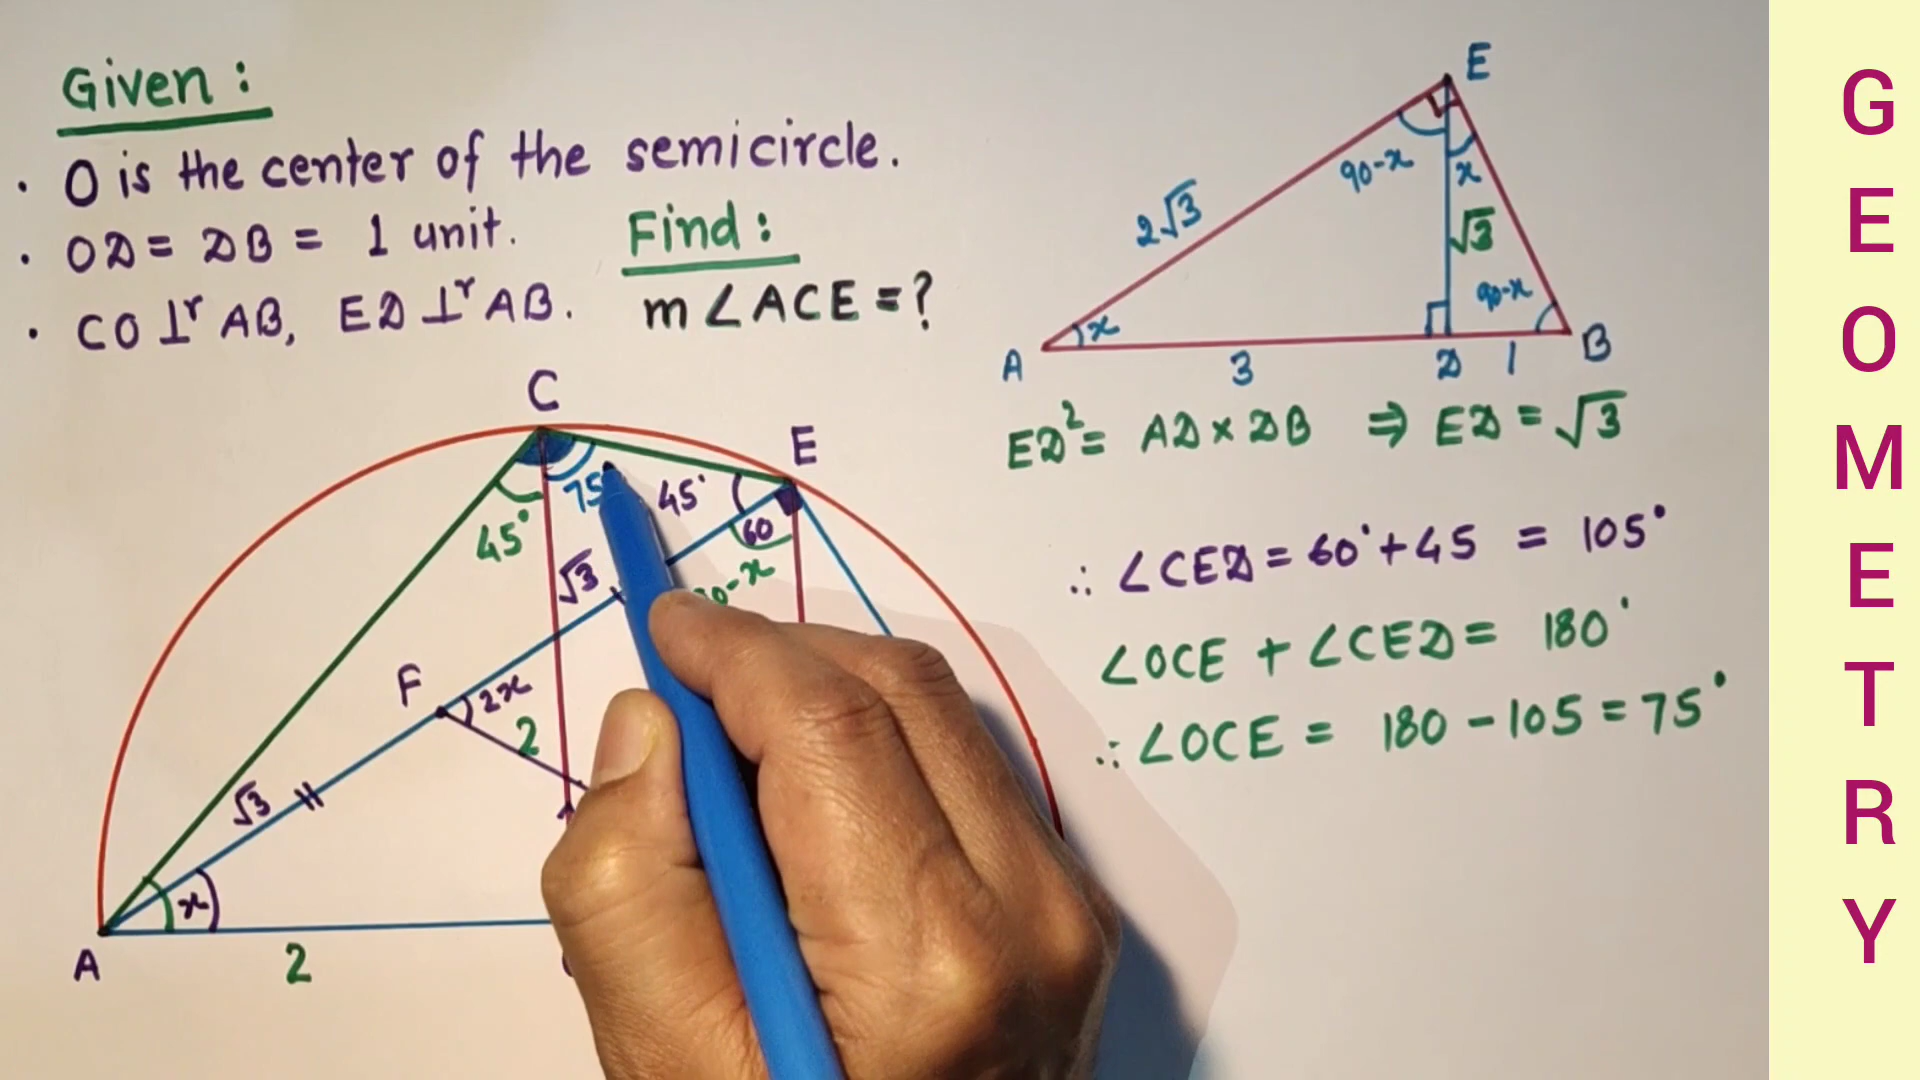 Given :
· O is the center of the semicircle.
· OD = DB = 1 unit.
· CO ⊥r AB, ED ⊥r AB.
Find :
m∠ACE = ?
E
2√3
90-x
x
√3
90-x
x
A
3
D
1
B
ED² = AD × DB ⇒ ED = √3
∴ ∠CED = 60° + 45 = 105°
∠OCE + ∠CED = 180°
∴ ∠OCE = 180 - 105 = 75°
C
E
75
45°
45°
60
√3
F
2x
2
√3
x
A
2
GEOMETRY